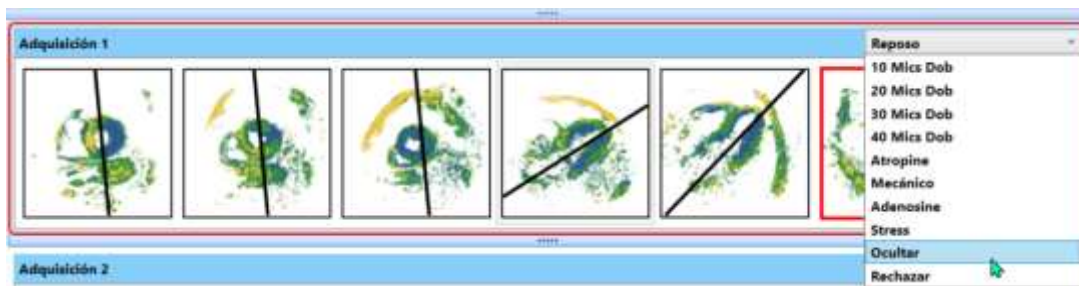 Adquisición 1
Reposo
10 Mics Dob
20 Mics Dob
30 Mics Dob
40 Mics Dob
Atropine
Mecánico
Adenosine
Stress
Ocultar
Adquisición 2
Rechazar